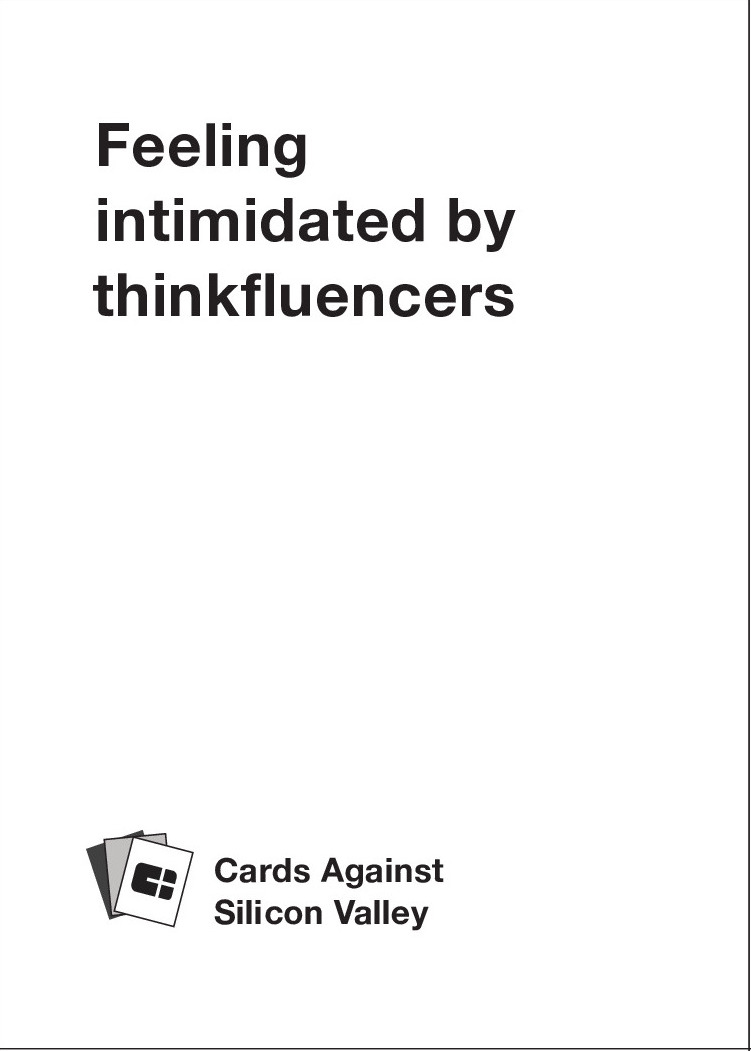 Feeling
intimidated by
thinkfluencers
Cards Against
Silicon Valley